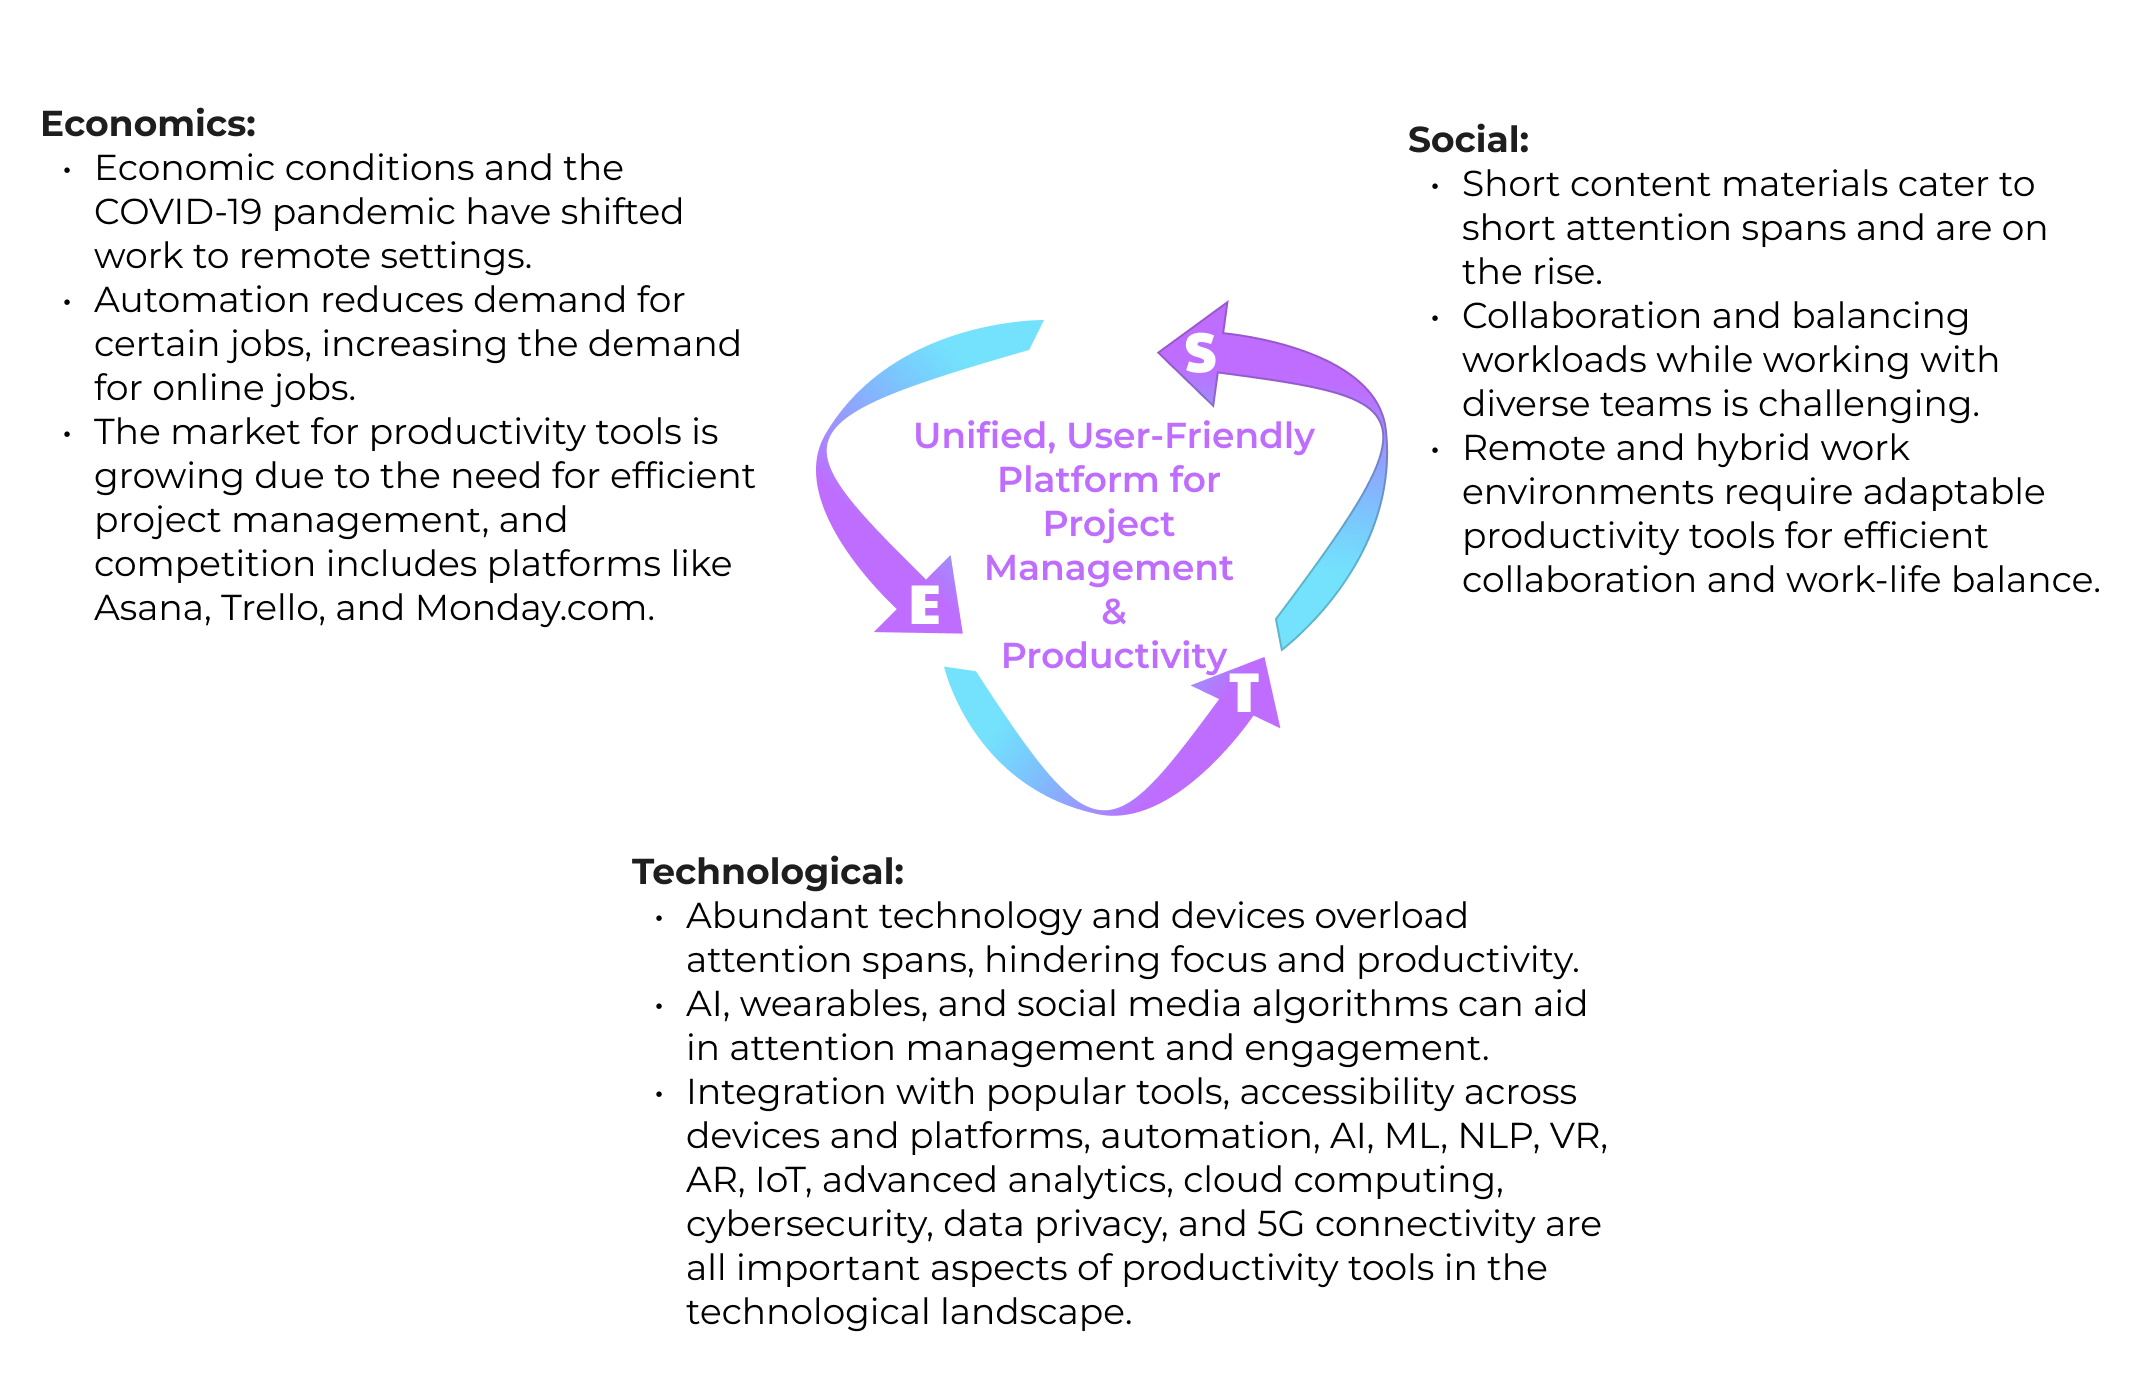 Economics:
• Economic conditions and the
COVID-19 pandemic have shifted
work to remote settings.
• Automation reduces demand for
certain jobs, increasing the demand
for online jobs.
• The market for productivity tools is
growing due to the need for efficient
project management, and
competition includes platforms like
Asana, Trello, and Monday.com.
Social:
• Short content materials cater to
short attention spans and are on
the rise.
• Collaboration and balancing
workloads while working with
diverse teams is challenging.
• Remote and hybrid work
environments require adaptable
productivity tools for efficient
collaboration and work-life balance.
S
Unified, User-Friendly
Platform for
Project
Management
&
Productivity
E
T
Technological:
• Abundant technology and devices overload
attention spans, hindering focus and productivity.
• AI, wearables, and social media algorithms can aid
in attention management and engagement.
• Integration with popular tools, accessibility across
devices and platforms, automation, AI, ML, NLP, VR,
AR, IoT, advanced analytics, cloud computing,
cybersecurity, data privacy, and 5G connectivity are
all important aspects of productivity tools in the
technological landscape.